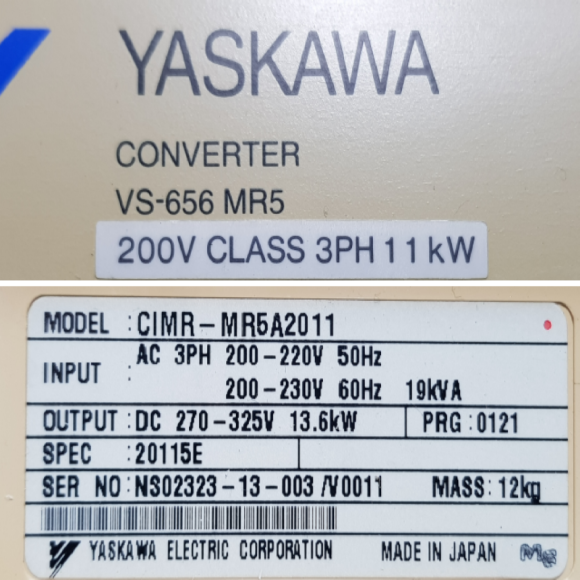 YASKAWA
CONVERTER
VS-656 MR5
200V CLASS 3PH 11 kW
MODEL : CIMR-MR5A2011
INPUT : AC 3PH 200-220V 50Hz
200-230V 60Hz 19kVA
OUTPUT : DC 270-325V 13.6kW PRG : 0121
SPEC : 20115E
SER NO : NS02323-13-003 /V0011 MASS : 12kg
YASKAWA ELECTRIC CORPORATION MADE IN JAPAN